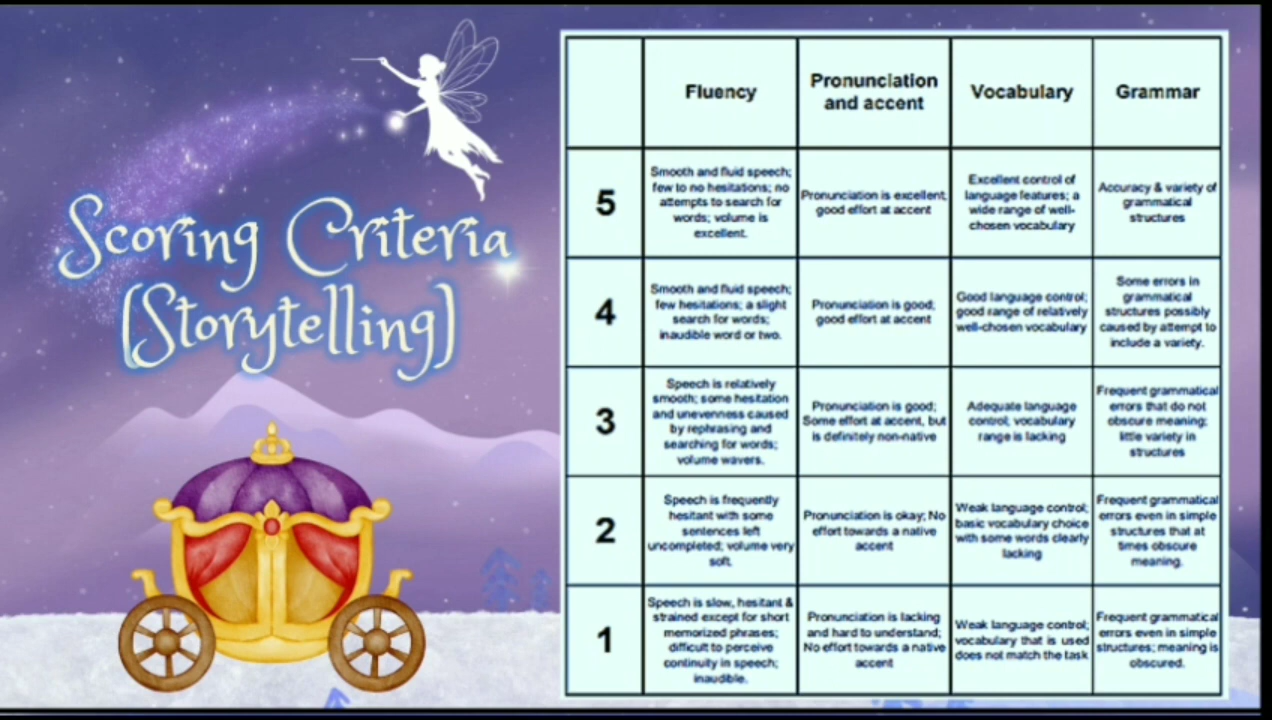 Scoring Criteria
(Storytelling)
Fluency
Pronunciation
and accent
Vocabulary
Grammar
5
Smooth and fluid speech;
few to no hesitations; no
attempts to search for
words; volume is
excellent.
Pronunciation is excellent;
good effort at accent
Excellent control of
language features; a
wide range of well-
chosen vocabulary
Accuracy & variety of
grammatical
structures
4
Smooth and fluid speech;
few hesitations; a slight
search for words;
inaudible word or two.
Pronunciation is good;
good effort at accent
Good language control;
good range of relatively
well-chosen vocabulary
Some errors in
grammatical
structures possibly
caused by attempt to
include a variety.
3
Speech is relatively
smooth; some hesitation
and unevenness caused
by rephrasing and
searching for words;
volume wavers.
Pronunciation is good;
Some effort at accent, but
is definitely non-native
Adequate language
control; vocabulary
range is lacking
Frequent grammatical
errors that do not
obscure meaning;
little variety in
structures
2
Speech is frequently
hesitant with some
sentences left
uncompleted; volume very
soft.
Pronunciation is okay; No
effort towards a native
accent
Weak language control;
basic vocabulary choice
with some words clearly
lacking
Frequent grammatical
errors even in simple
structures that at
times obscure
meaning.
1
Speech is slow, hesitant &
strained except for short
memorized phrases;
difficult to perceive
continuity in speech;
inaudible.
Pronunciation is lacking
and hard to understand;
No effort towards a native
accent
Weak language control;
vocabulary that is used
does not match the task
Frequent grammatical
errors even in simple
structures; meaning is
obscured.